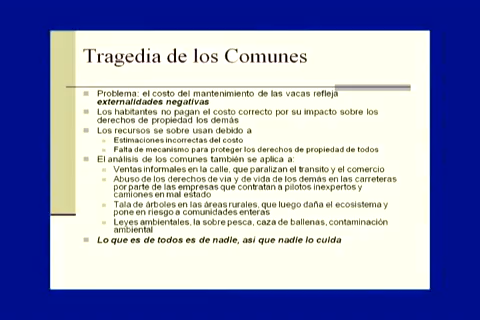 Tragedia de los Comunes
Problema: el costo del mantenimiento de las vacas refleja
externalidades negativas
Los habitantes no pagan el costo correcto por su impacto sobre los
derechos de propiedad los demás
Los recursos se sobre usan debido a
Estimaciones incorrectas del costo
Falta de mecanismo para proteger los derechos de propiedad de todos
El análisis de los comunes también se aplica a:
Ventas informales en la calle, que paralizan el transito y el comercio
Abuso de los derechos de via y de vida de los demás en las carreteras
por parte de las empresas que contratan a pilotos inexpertos y
camiones en mal estado
Tala de árboles en las áreas rurales, que luego daña el ecosistema y
pone en riesgo a comunidades enteras
Leyes ambientales, la sobre pesca, caza de ballenas, contaminación
ambiental
Lo que es de todos es de nadie, asi que nadie lo cuida